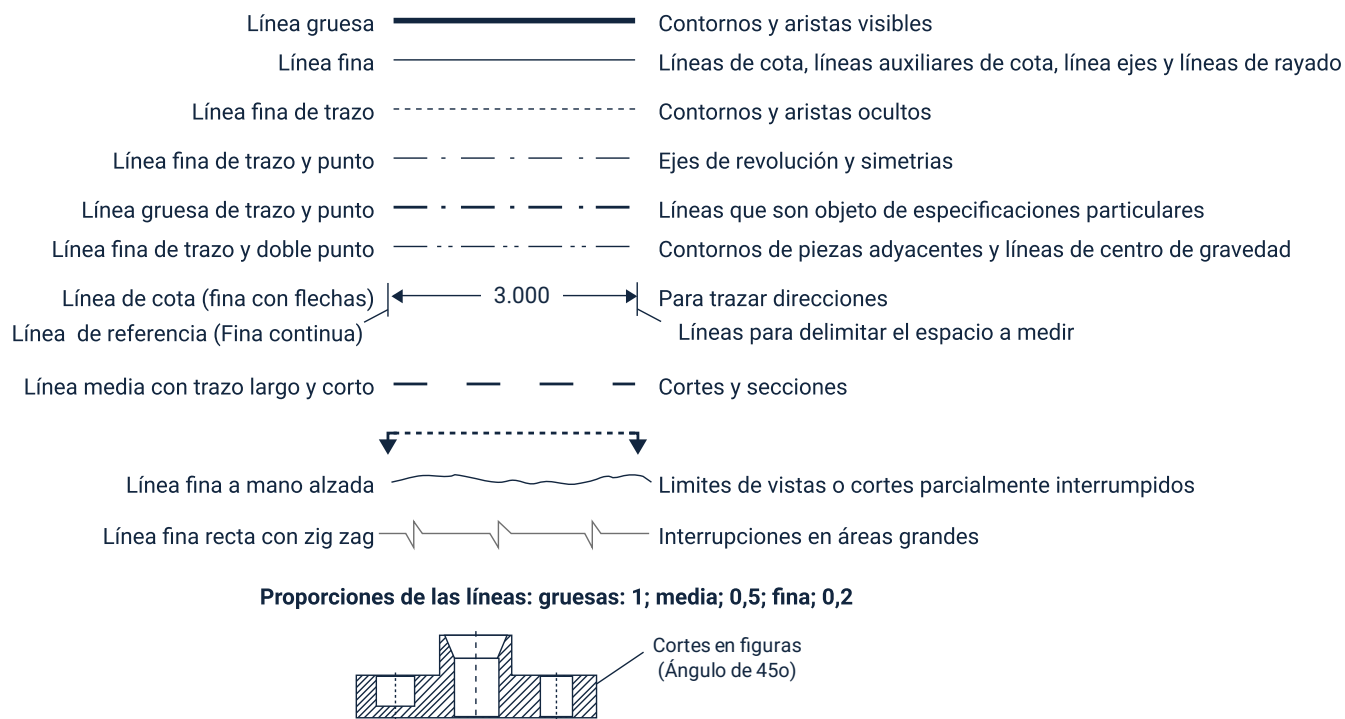 Línea gruesa Contornos y aristas visibles
Línea fina Líneas de cota, líneas auxiliares de cota, línea ejes y líneas de rayado
Línea fina de trazo Contornos y aristas ocultos
Línea fina de trazo y punto Ejes de revolución y simetrias
Línea gruesa de trazo y punto Líneas que son objeto de especificaciones particulares
Línea fina de trazo y doble punto Contornos de piezas adyacentes y líneas de centro de gravedad
Línea de cota (fina con flechas) 3.000 Para trazar direcciones
Línea de referencia (Fina continua) Líneas para delimitar el espacio a medir
Línea media con trazo largo y corto Cortes y secciones
Línea fina a mano alzada Limites de vistas o cortes parcialmente interrumpidos
Línea fina recta con zig zag Interrupciones en áreas grandes
Proporciones de las líneas: gruesas: 1; media; 0,5; fina; 0,2
Cortes en figuras
(Ángulo de 45o)